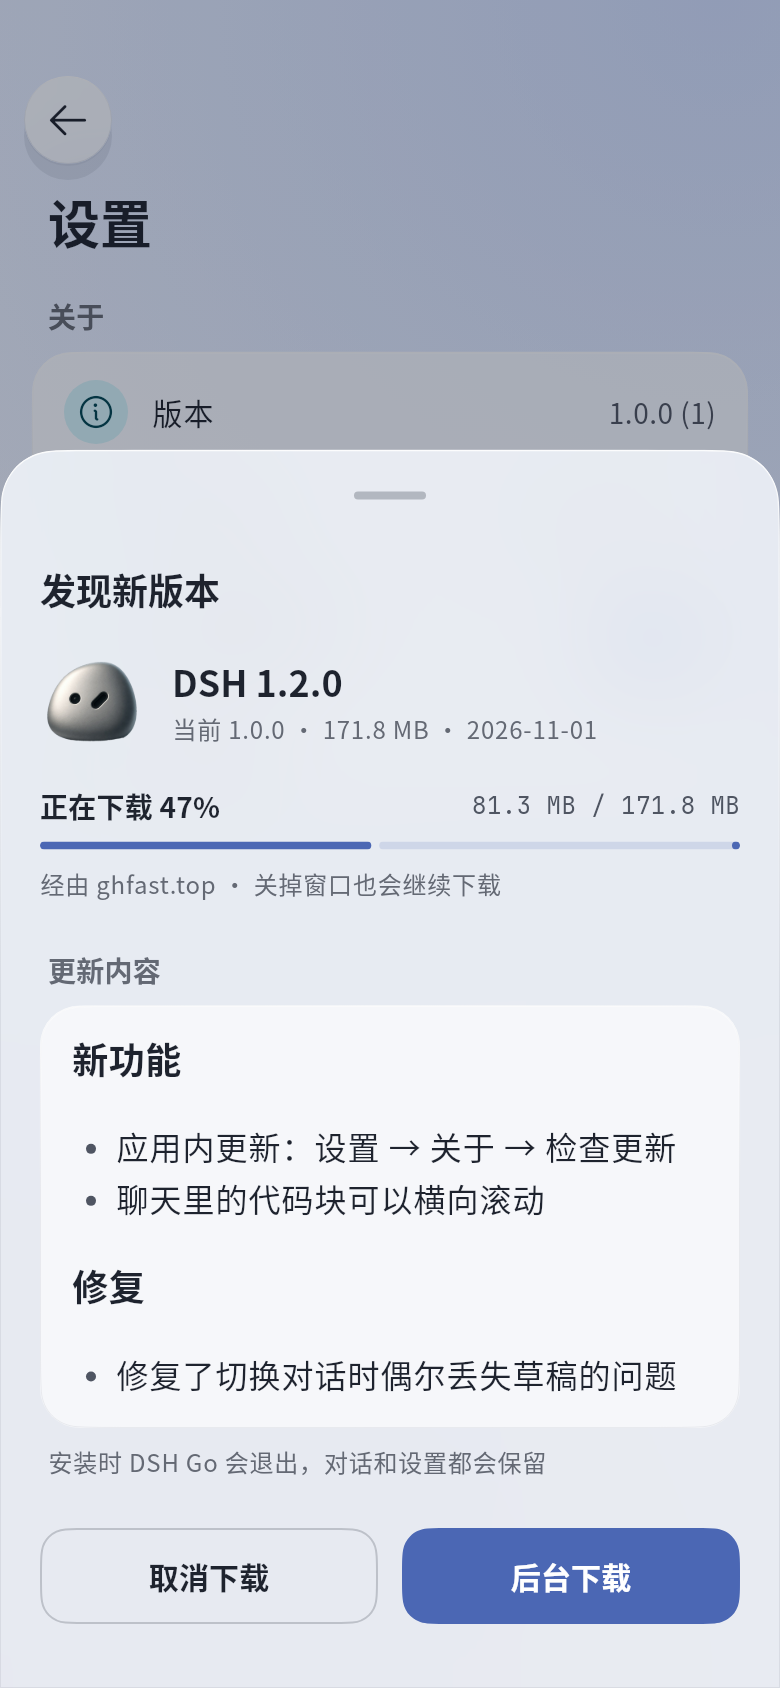 设置
关于
版本 1.0.0 (1)
发现新版本
DSH 1.2.0
当前 1.0.0 • 171.8 MB • 2026-11-01
正在下载 47% 81.3 MB / 171.8 MB
经由 ghfast.top • 关掉窗口也会继续下载
更新内容
新功能
• 应用内更新：设置 → 关于 → 检查更新
• 聊天里的代码块可以横向滚动
修复
• 修复了切换对话时偶尔丢失草稿的问题
安装时 DSH Go 会退出，对话和设置都会保留
取消下载 后台下载